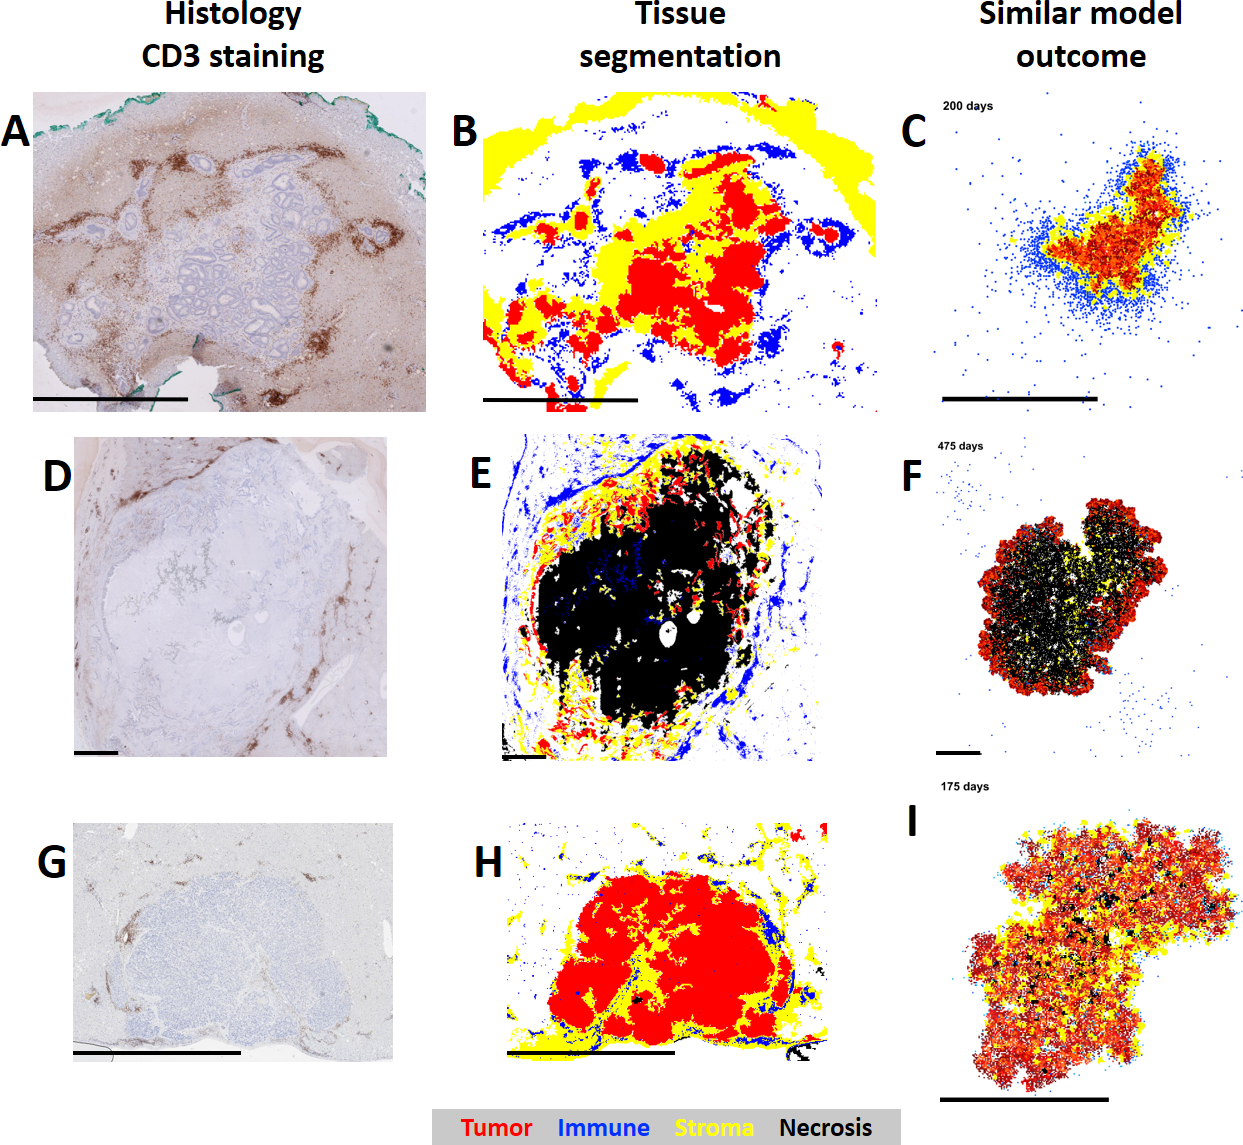 Histology
CD3 staining
Tissue
segmentation
Similar model
outcome
A
B
C
200 days
D
E
F
475 days
G
H
I
175 days
Tumor Immune Stroma Necrosis